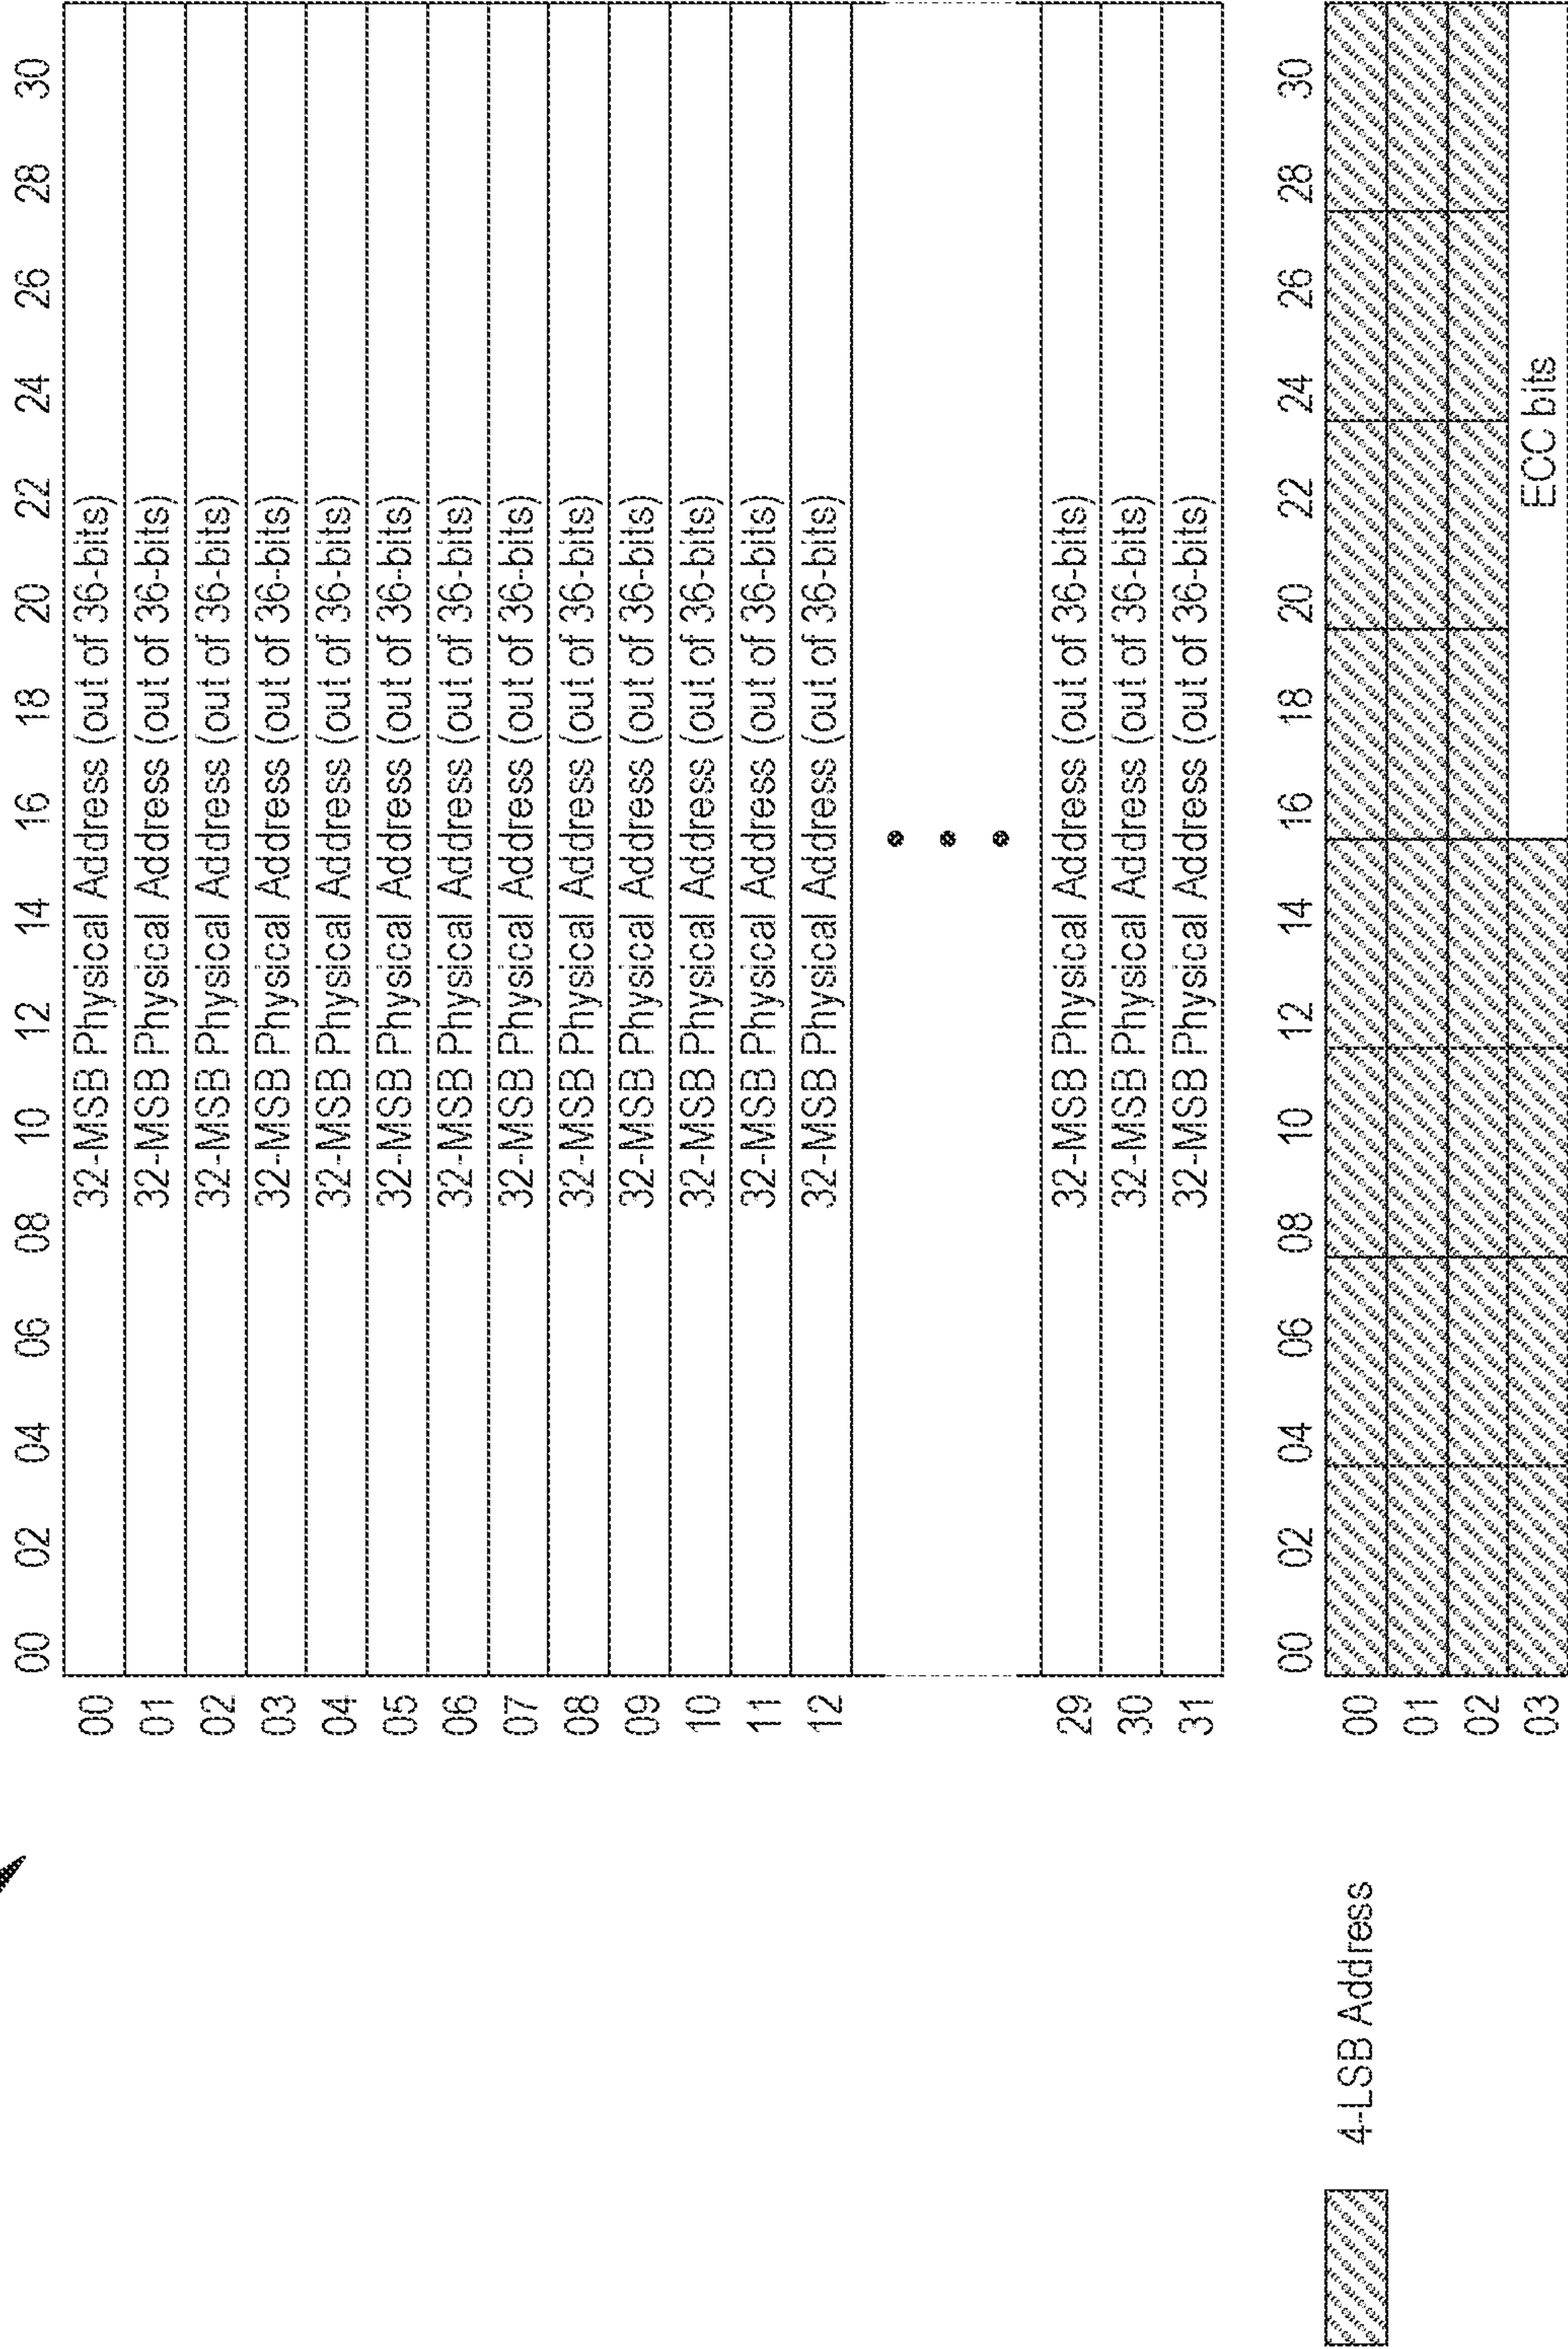 00 02 04 06 08 10 12 14 16 18 20 22 24 26 28 30
00 32-MSB Physical Address (out of 36-bits)
01 32-MSB Physical Address (out of 36-bits)
02 32-MSB Physical Address (out of 36-bits)
03 32-MSB Physical Address (out of 36-bits)
04 32-MSB Physical Address (out of 36-bits)
05 32-MSB Physical Address (out of 36-bits)
06 32-MSB Physical Address (out of 36-bits)
07 32-MSB Physical Address (out of 36-bits)
08 32-MSB Physical Address (out of 36-bits)
09 32-MSB Physical Address (out of 36-bits)
10 32-MSB Physical Address (out of 36-bits)
11 32-MSB Physical Address (out of 36-bits)
12 32-MSB Physical Address (out of 36-bits)
29 32-MSB Physical Address (out of 36-bits)
30 32-MSB Physical Address (out of 36-bits)
31 32-MSB Physical Address (out of 36-bits)
00 02 04 06 08 10 12 14 16 18 20 22 24 26 28 30
4-LSB Address
00
01
02
03 ECC bits